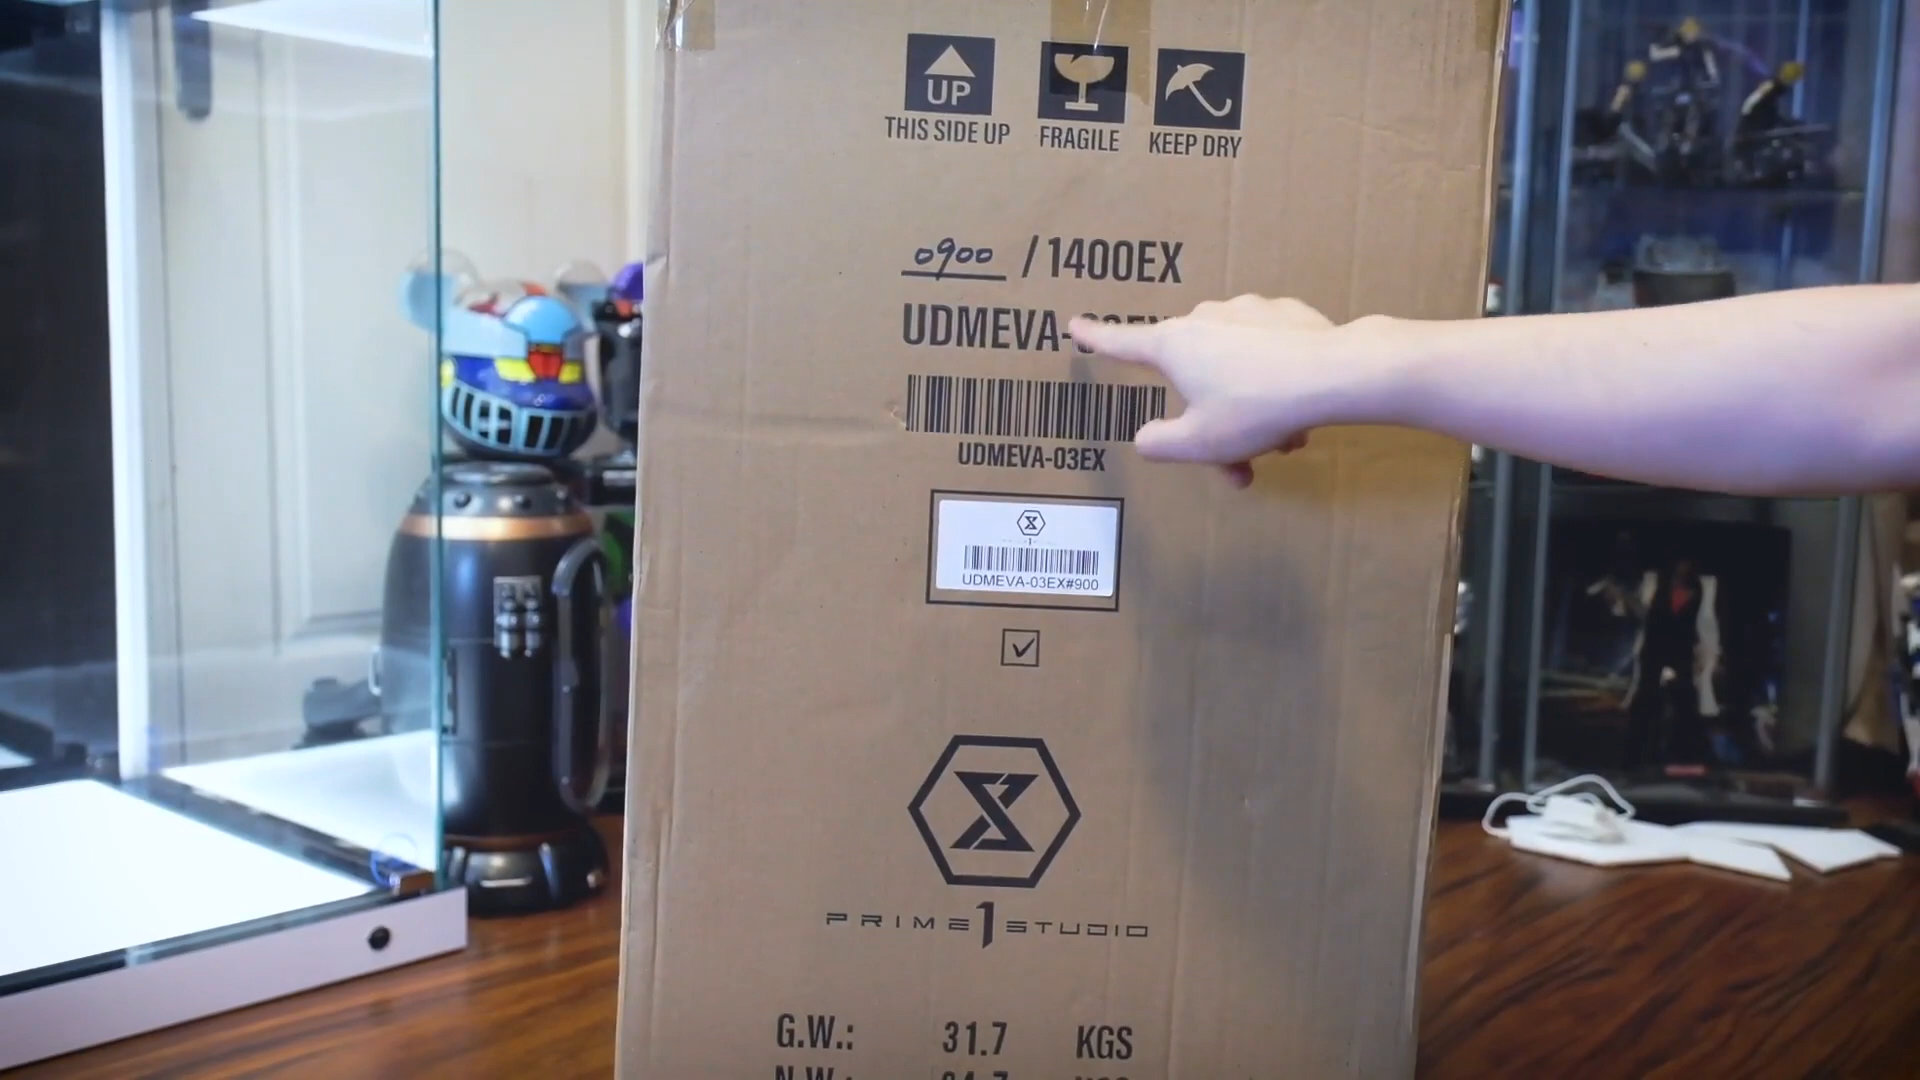 UP
THIS SIDE UP
FRAGILE
KEEP DRY
0900 / 1400EX
UDMEVA-
UDMEVA-03EX
UDMEVA-03EX#900
PRIME 1 STUDIO
G.W.: 31.7 KGS
N.W.: